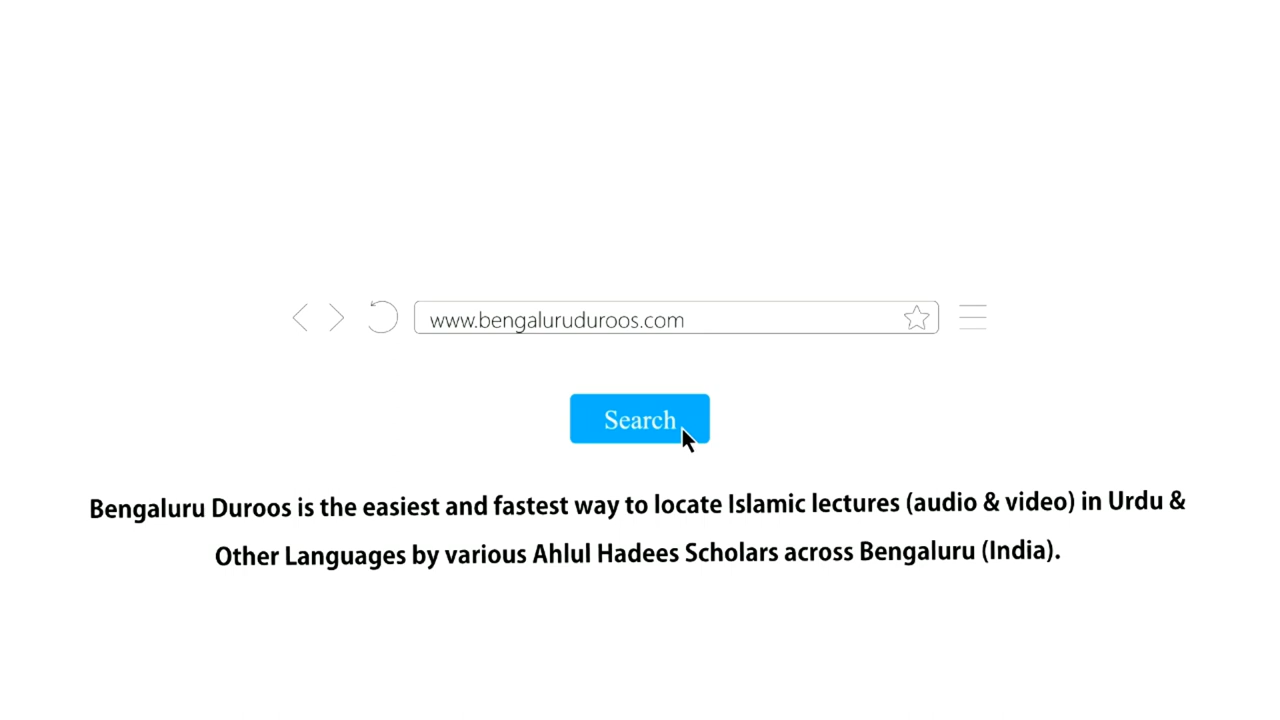 www.bengaluruduroos.com
Search
Bengaluru Duroos is the easiest and fastest way to locate Islamic lectures (audio & video) in Urdu &
Other Languages by various Ahlul Hadees Scholars across Bengaluru (India).